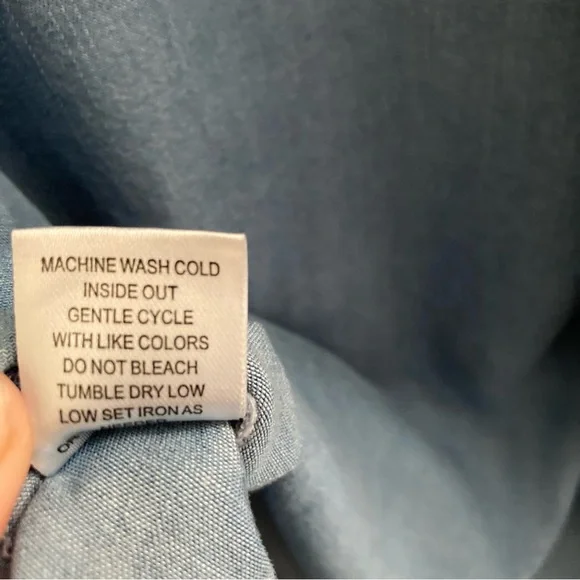 MACHINE WASH COLD
INSIDE OUT
GENTLE CYCLE
WITH LIKE COLORS
DO NOT BLEACH
TUMBLE DRY LOW
LOW SET IRON AS
NEEDED